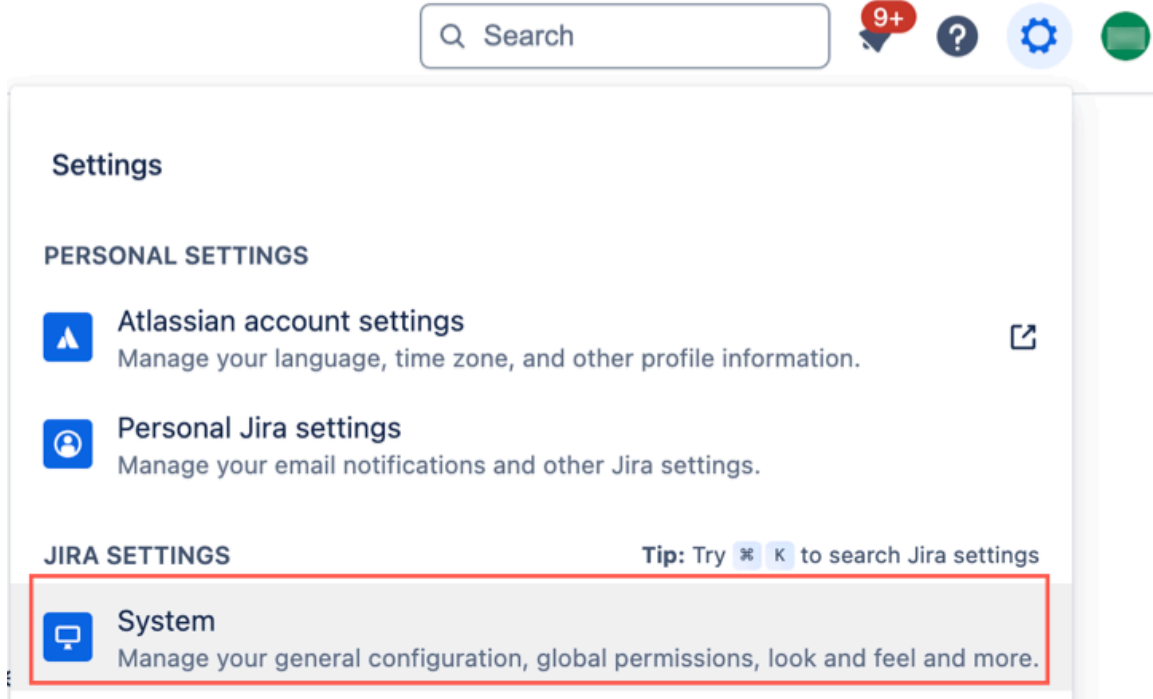 Search
9+
?
Settings
PERSONAL SETTINGS
Atlassian account settings
Manage your language, time zone, and other profile information.
Personal Jira settings
Manage your email notifications and other Jira settings.
JIRA SETTINGS
Tip: Try ⌘ K to search Jira settings
System
Manage your general configuration, global permissions, look and feel and more.